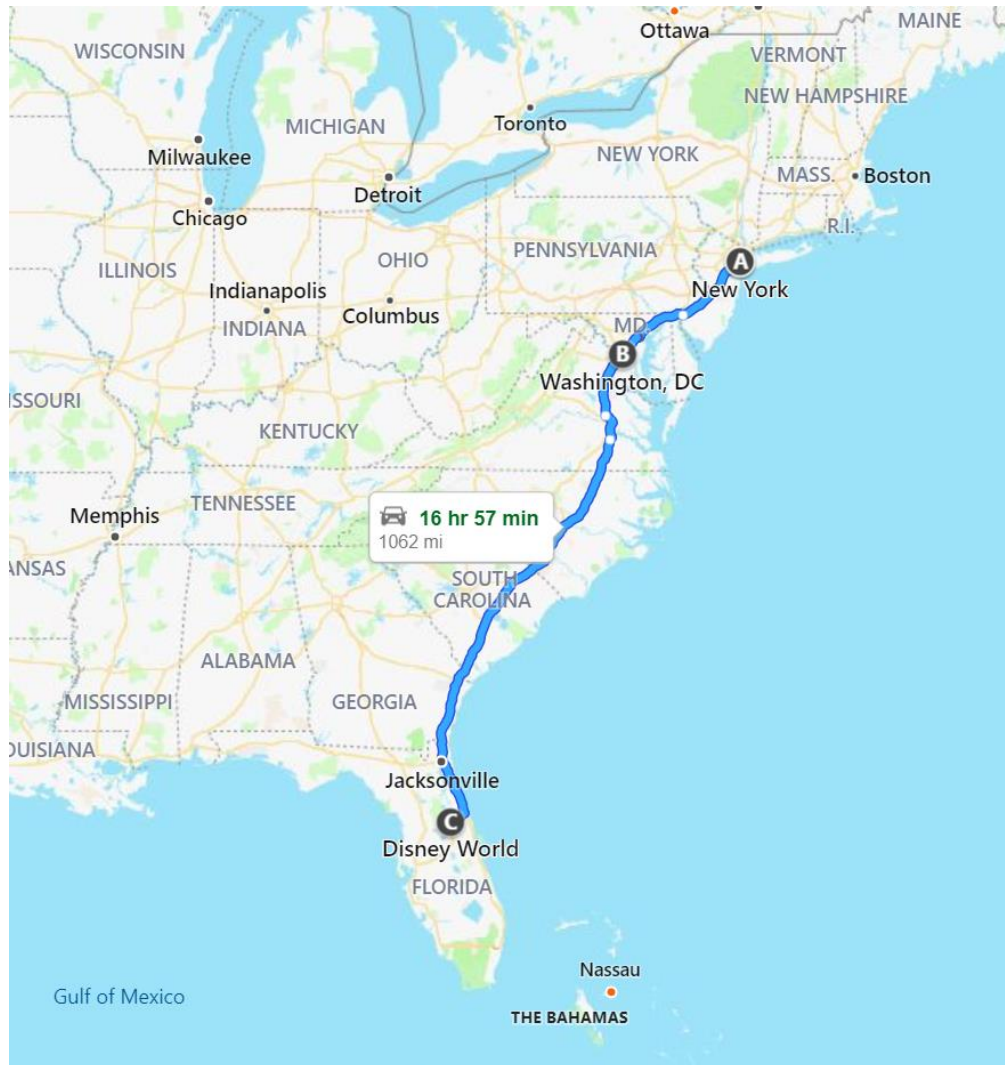 Ottawa
MAINE
WISCONSIN
VERMONT
NEW HAMPSHIRE
MICHIGAN
Toronto
Milwaukee
NEW YORK
MASS.
Boston
Detroit
Chicago
R.I.
PENNSYLVANIA
OHIO
A
ILLINOIS
Indianapolis
New York
Columbus
INDIANA
MD.
B
Washington, DC
SSOURI
KENTUCKY
TENNESSEE
Memphis
16 hr 57 min
1062 mi
ANSAS
SOUTH
CAROLINA
ALABAMA
MISSISSIPPI
GEORGIA
OUISIANA
Jacksonville
C
Disney World
FLORIDA
Nassau
Gulf of Mexico
THE BAHAMAS